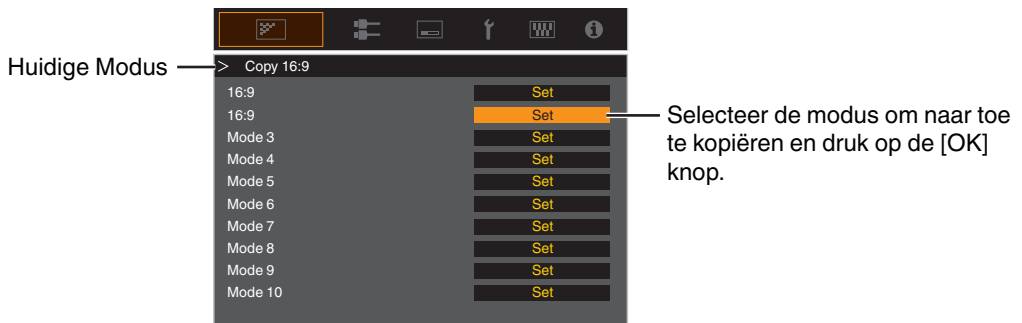 Huidige Modus
> Copy 16:9
16:9 Set
16:9 Set
Mode 3 Set
Mode 4 Set
Mode 5 Set
Mode 6 Set
Mode 7 Set
Mode 8 Set
Mode 9 Set
Mode 10 Set
Selecteer de modus om naar toe
te kopiëren en druk op de [OK]
knop.